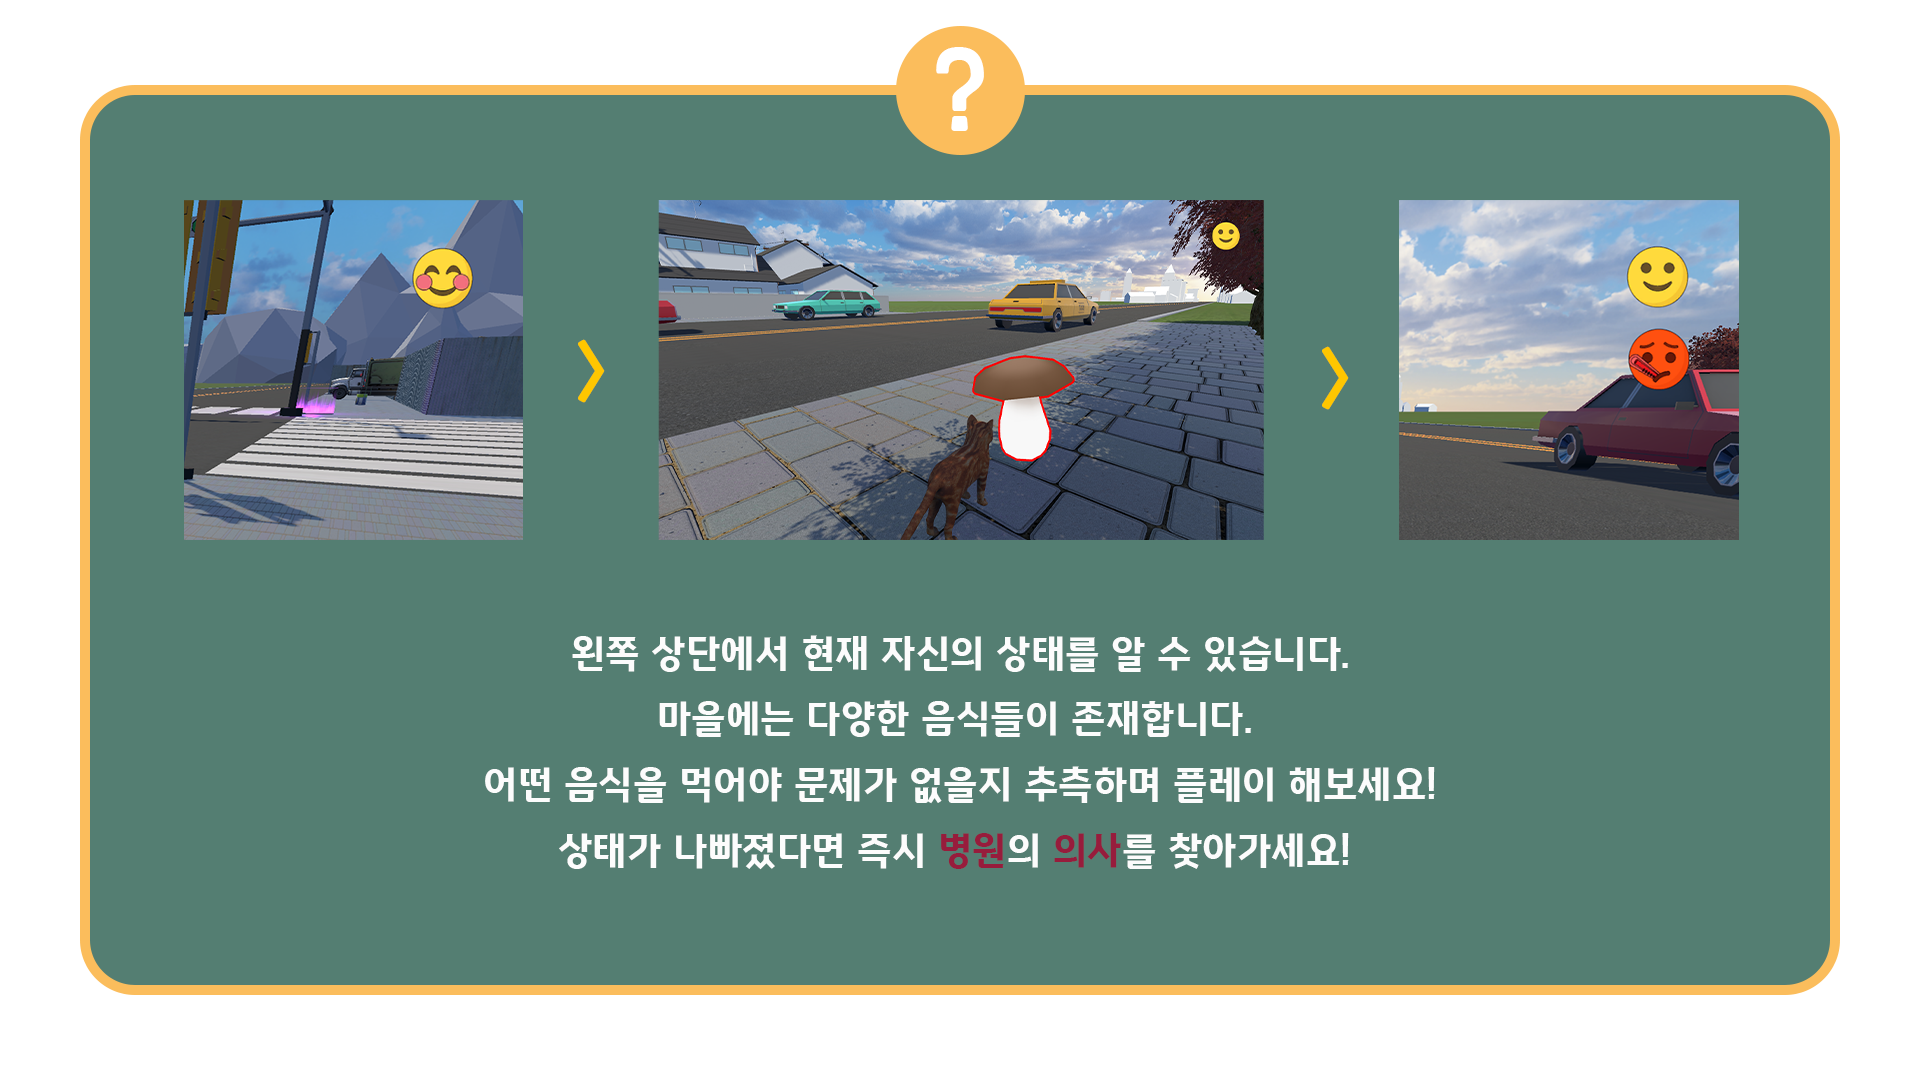 ?
왼쪽 상단에서 현재 자신의 상태를 알 수 있습니다.
마을에는 다양한 음식들이 존재합니다.
어떤 음식을 먹어야 문제가 없을지 추측하며 플레이 해보세요!
상태가 나빠졌다면 즉시 병원의 의사를 찾아가세요!